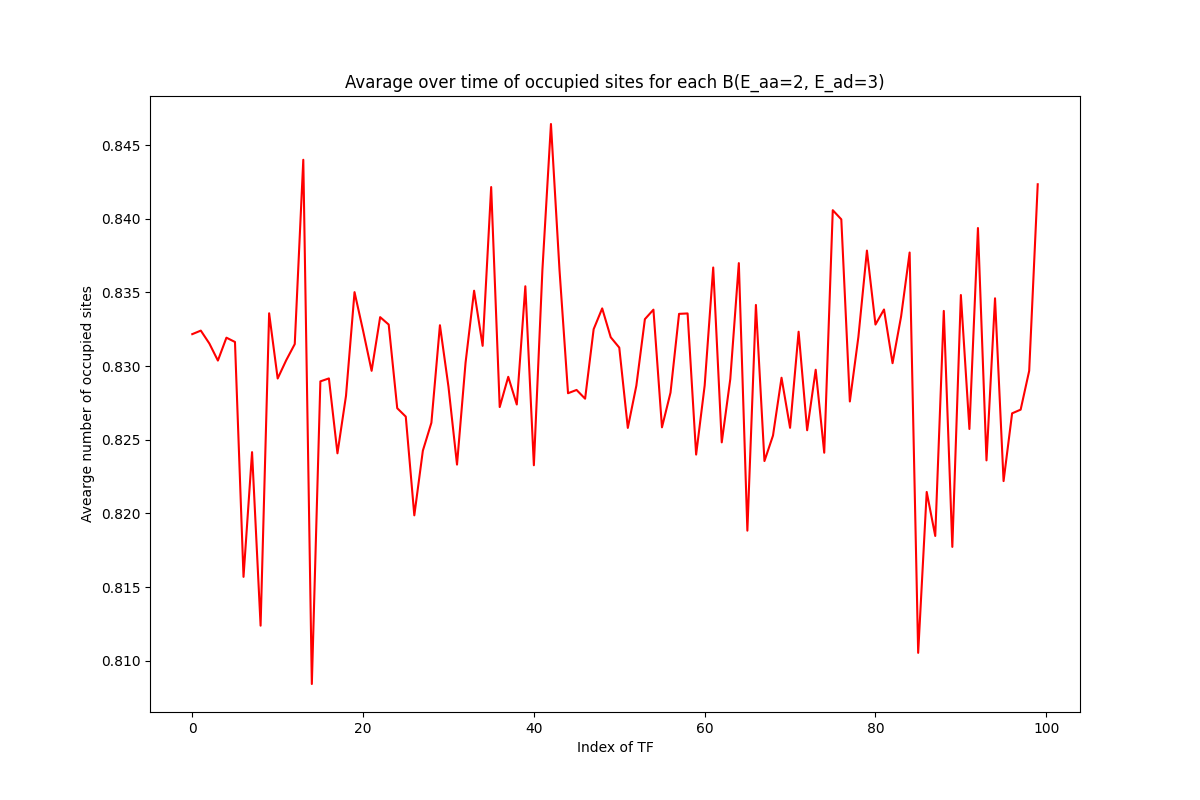 Avarage over time of occupied sites for each B(E_aa=2, E_ad=3)
0.845
0.840
0.835
0.830
0.825
0.820
0.815
0.810
Avearge number of occupied sites
0 20 40 60 80 100
Index of TF